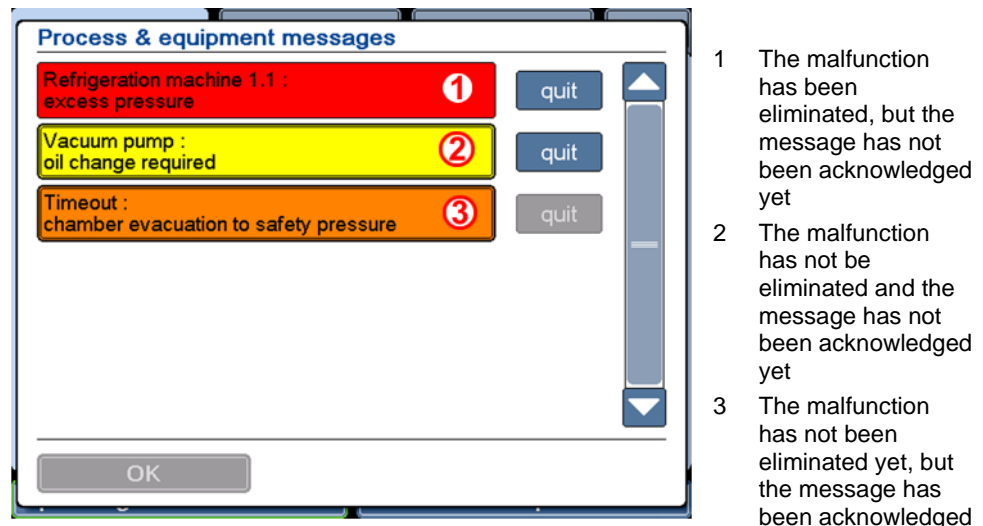 Process & equipment messages
Refrigeration machine 1.1 :
excess pressure
1
quit
Vacuum pump :
oil change required
2
quit
Timeout :
chamber evacuation to safety pressure
3
quit
OK
1 The malfunction
has been
eliminated, but the
message has not
been acknowledged
yet
2 The malfunction
has not be
eliminated and the
message has not
been acknowledged
yet
3 The malfunction
has not been
eliminated yet, but
the message has
been acknowledged